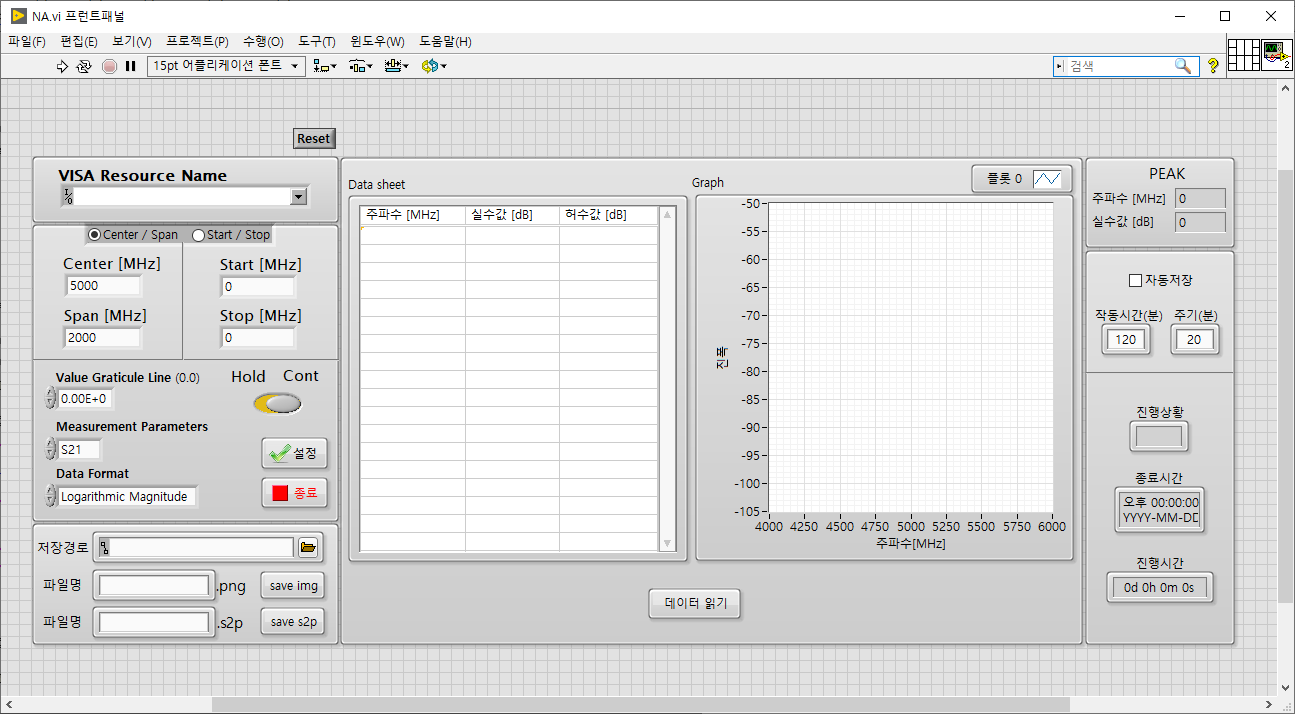 NA.vi 프런트패널
파일(F) 편집(E) 보기(V) 프로젝트(P) 수행(O) 도구(T) 윈도우(W) 도움말(H)
15pt 어플리케이션 폰트
검색
?
2
Reset
VISA Resource Name
I/0
Center / Span Start / Stop
Center [MHz] Start [MHz]
5000 0
Span [MHz] Stop [MHz]
2000 0
Value Graticule Line (0.0) Hold Cont
0.00E+0
Measurement Parameters
S21 설정
Data Format
Logarithmic Magnitude 종료
저장경로
파일명 .png save img
파일명 .s2p save s2p
Data sheet
주파수 [MHz] 실수값 [dB] 허수값 [dB]
Graph 플롯 0
-50
-55
-60
-65
-70
-75
-80
-85
-90
-95
-100
-105
진폭
4000 4250 4500 4750 5000 5250 5500 5750 6000
주파수[MHz]
데이터 읽기
PEAK
주파수 [MHz] 0
실수값 [dB] 0
자동저장
작동시간(분) 주기(분)
120 20
진행상황
종료시간
오후 00:00:00
YYYY-MM-DD
진행시간
0d 0h 0m 0s